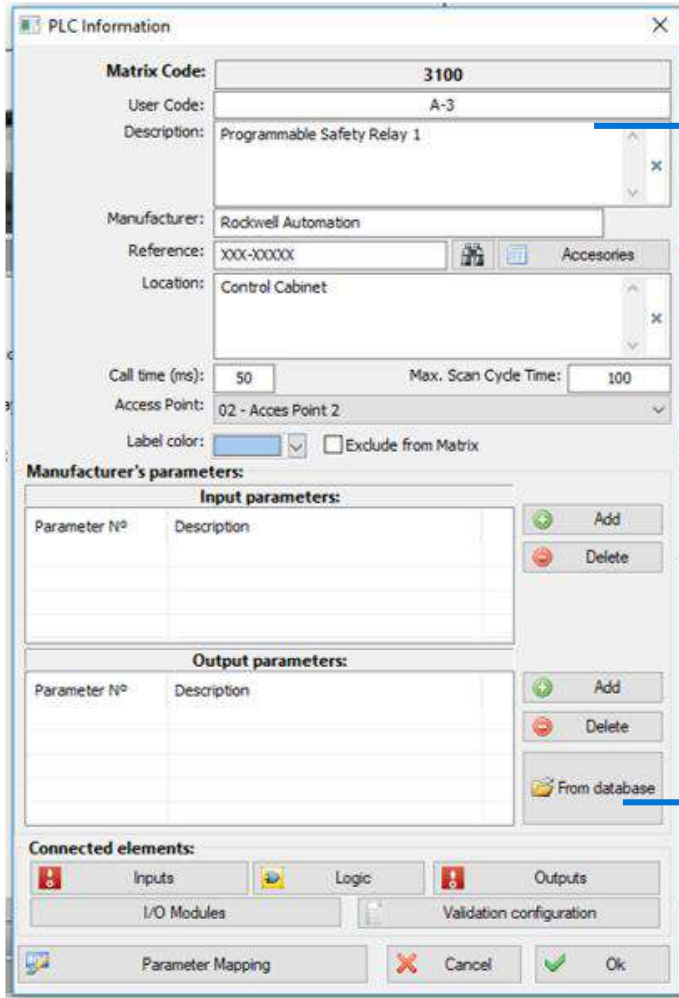 PLC Information
Matrix Code: 3100
User Code: A-3
Description: Programmable Safety Relay 1
Manufacturer: Rockwell Automation
Reference: XXX-XXXXX Accesories
Location: Control Cabinet
Call time (ms): 50 Max. Scan Cycle Time: 100
Access Point: 02 - Acces Point 2
Label color: Exclude from Matrix
Manufacturer's parameters:
Input parameters:
Parameter Nº Description
Add
Delete
Output parameters:
Parameter Nº Description
Add
Delete
From database
Connected elements:
Inputs Logic Outputs
I/O Modules Validation configuration
Parameter Mapping Cancel Ok